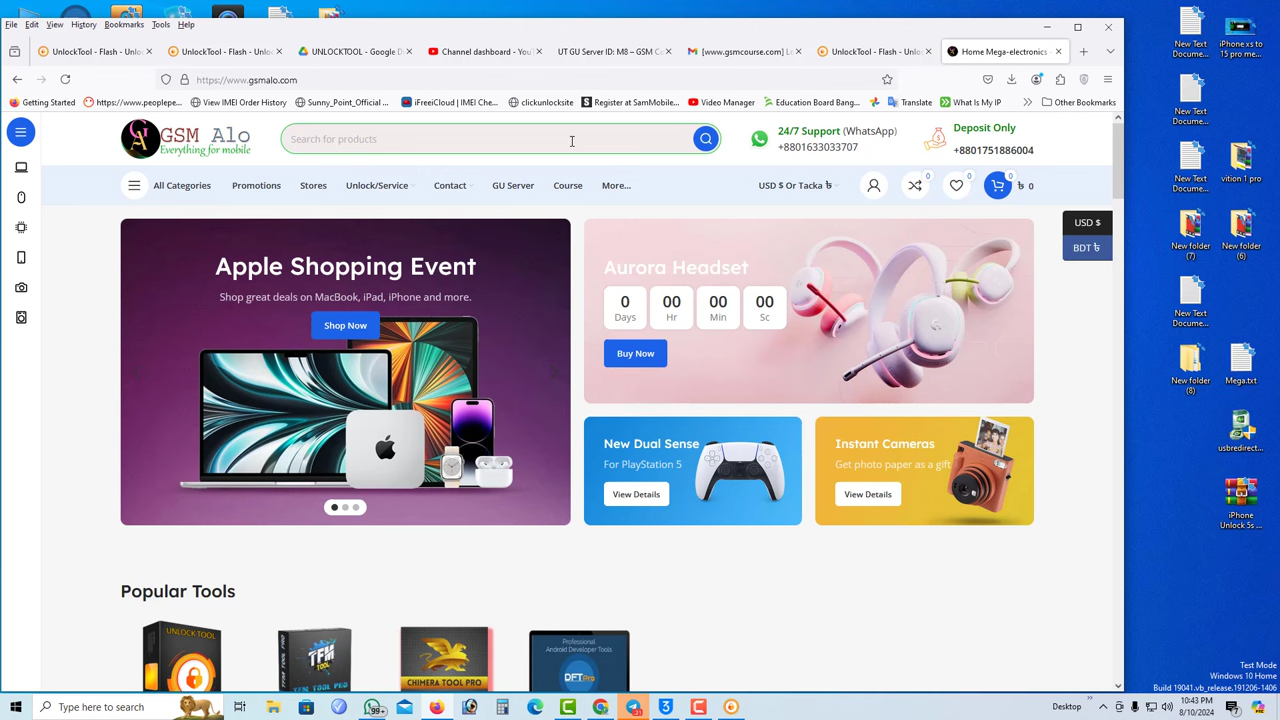 File Edit View History Bookmarks Tools Help
UnlockTool - Flash - Unlo
UnlockTool - Flash - Unlo
UNLOCKTOOL - Google D
Channel dashboard - You
UT GU Server ID: M8 – GSM C
[www.gsmcourse.com] L
UnlockTool - Flash - Unl
Home Mega-electronics -
https://www.gsmalo.com
Getting Started
https://www.peoplepe...
View IMEI Order History
Sunny_Point_Official ...
iFreeiCloud | IMEI Che...
clickunlocksite
Register at SamMobile...
Video Manager
Education Board Bang...
Translate
What Is My IP
Other Bookmarks
GSM Alo
Everything for mobile
Search for products
24/7 Support (WhatsApp)
+8801633033707
Deposit Only
+8801751886004
All Categories Promotions Stores Unlock/Service Contact GU Server Course More...
USD $ Or Tacka ৳
0
0
0
৳ 0
USD $
BDT ৳
Apple Shopping Event
Shop great deals on MacBook, iPad, iPhone and more.
Shop Now
Aurora Headset
0 00 00 00
Days Hr Min Sc
Buy Now
New Dual Sense
For PlayStation 5
View Details
Instant Cameras
Get photo paper as a gift
View Details
Popular Tools
UNLOCK TOOL
TFM
TOOL
CHIMERA TOOL PRO
Professional
Android Developer Tools
DFTPro
New Text
Docume...
iPhone xs to
15 pro me...
New Text
Docume...
New Text
Docume...
vition 1 pro
New folder
(7)
New folder
(6)
New Text
Docume...
New folder
(8)
Mega.txt
usbredirect...
iPhone
Unlock 5s ...
Test Mode
Windows 10 Home
Build 19041.vb_release.191206-1406
Type here to search
99+
Desktop
10:43 PM
8/10/2024